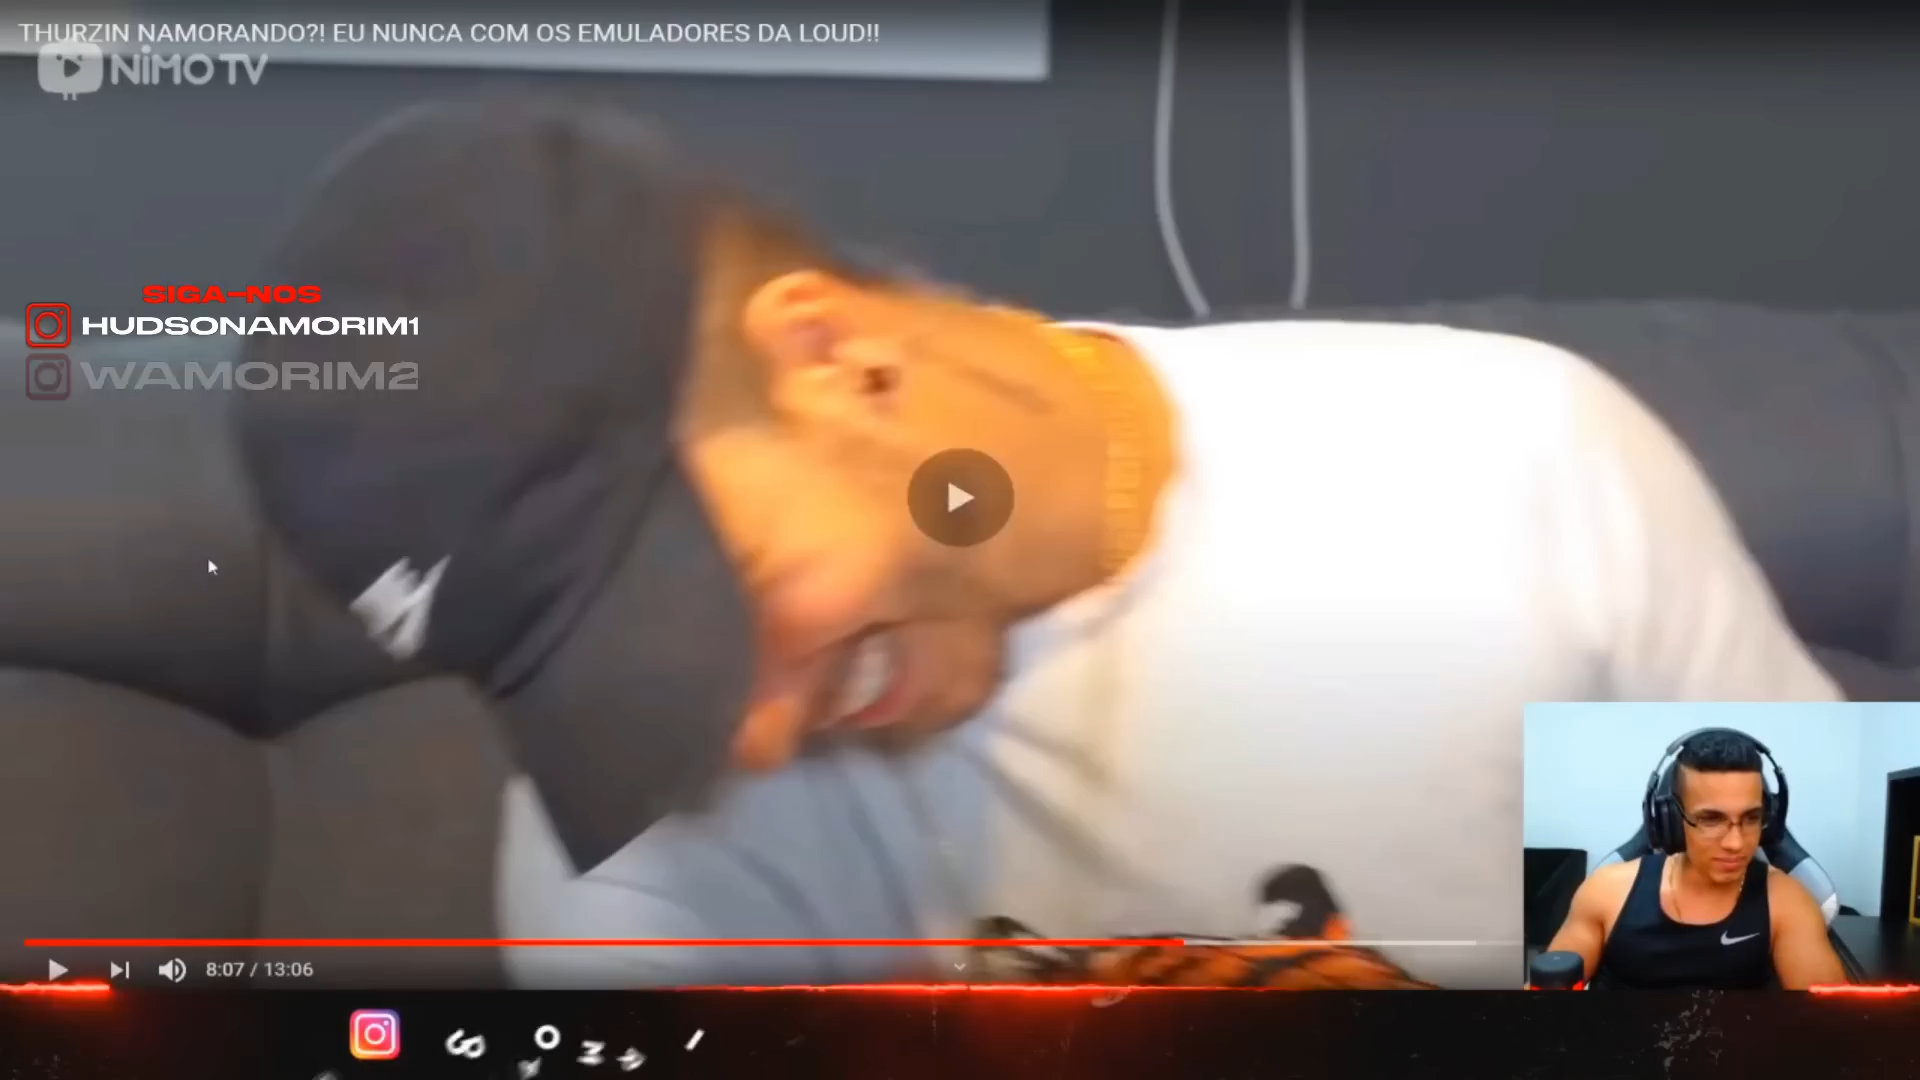 THURZIN NAMORANDO?! EU NUNCA COM OS EMULADORES DA LOUD!!
NIMO TV
SIGA-NOS
HUDSONAMORIM1
WAMORIM2
8:07 / 13:06